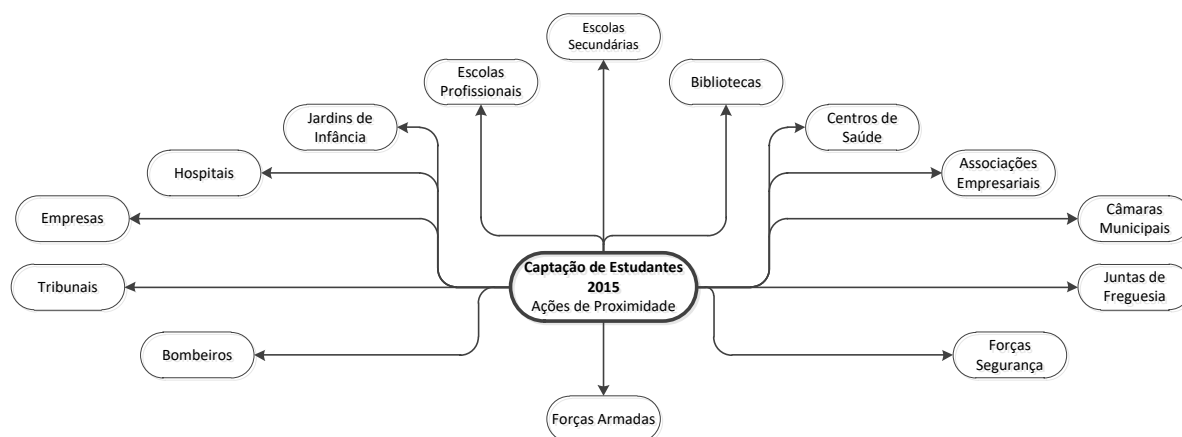 Escolas
Secundárias
Escolas
Profissionais
Bibliotecas
Jardins de
Infância
Centros de
Saúde
Hospitais
Associações
Empresariais
Empresas
Câmaras
Municipais
Captação de Estudantes
2015
Ações de Proximidade
Tribunais
Juntas de
Freguesia
Bombeiros
Forças
Segurança
Forças Armadas